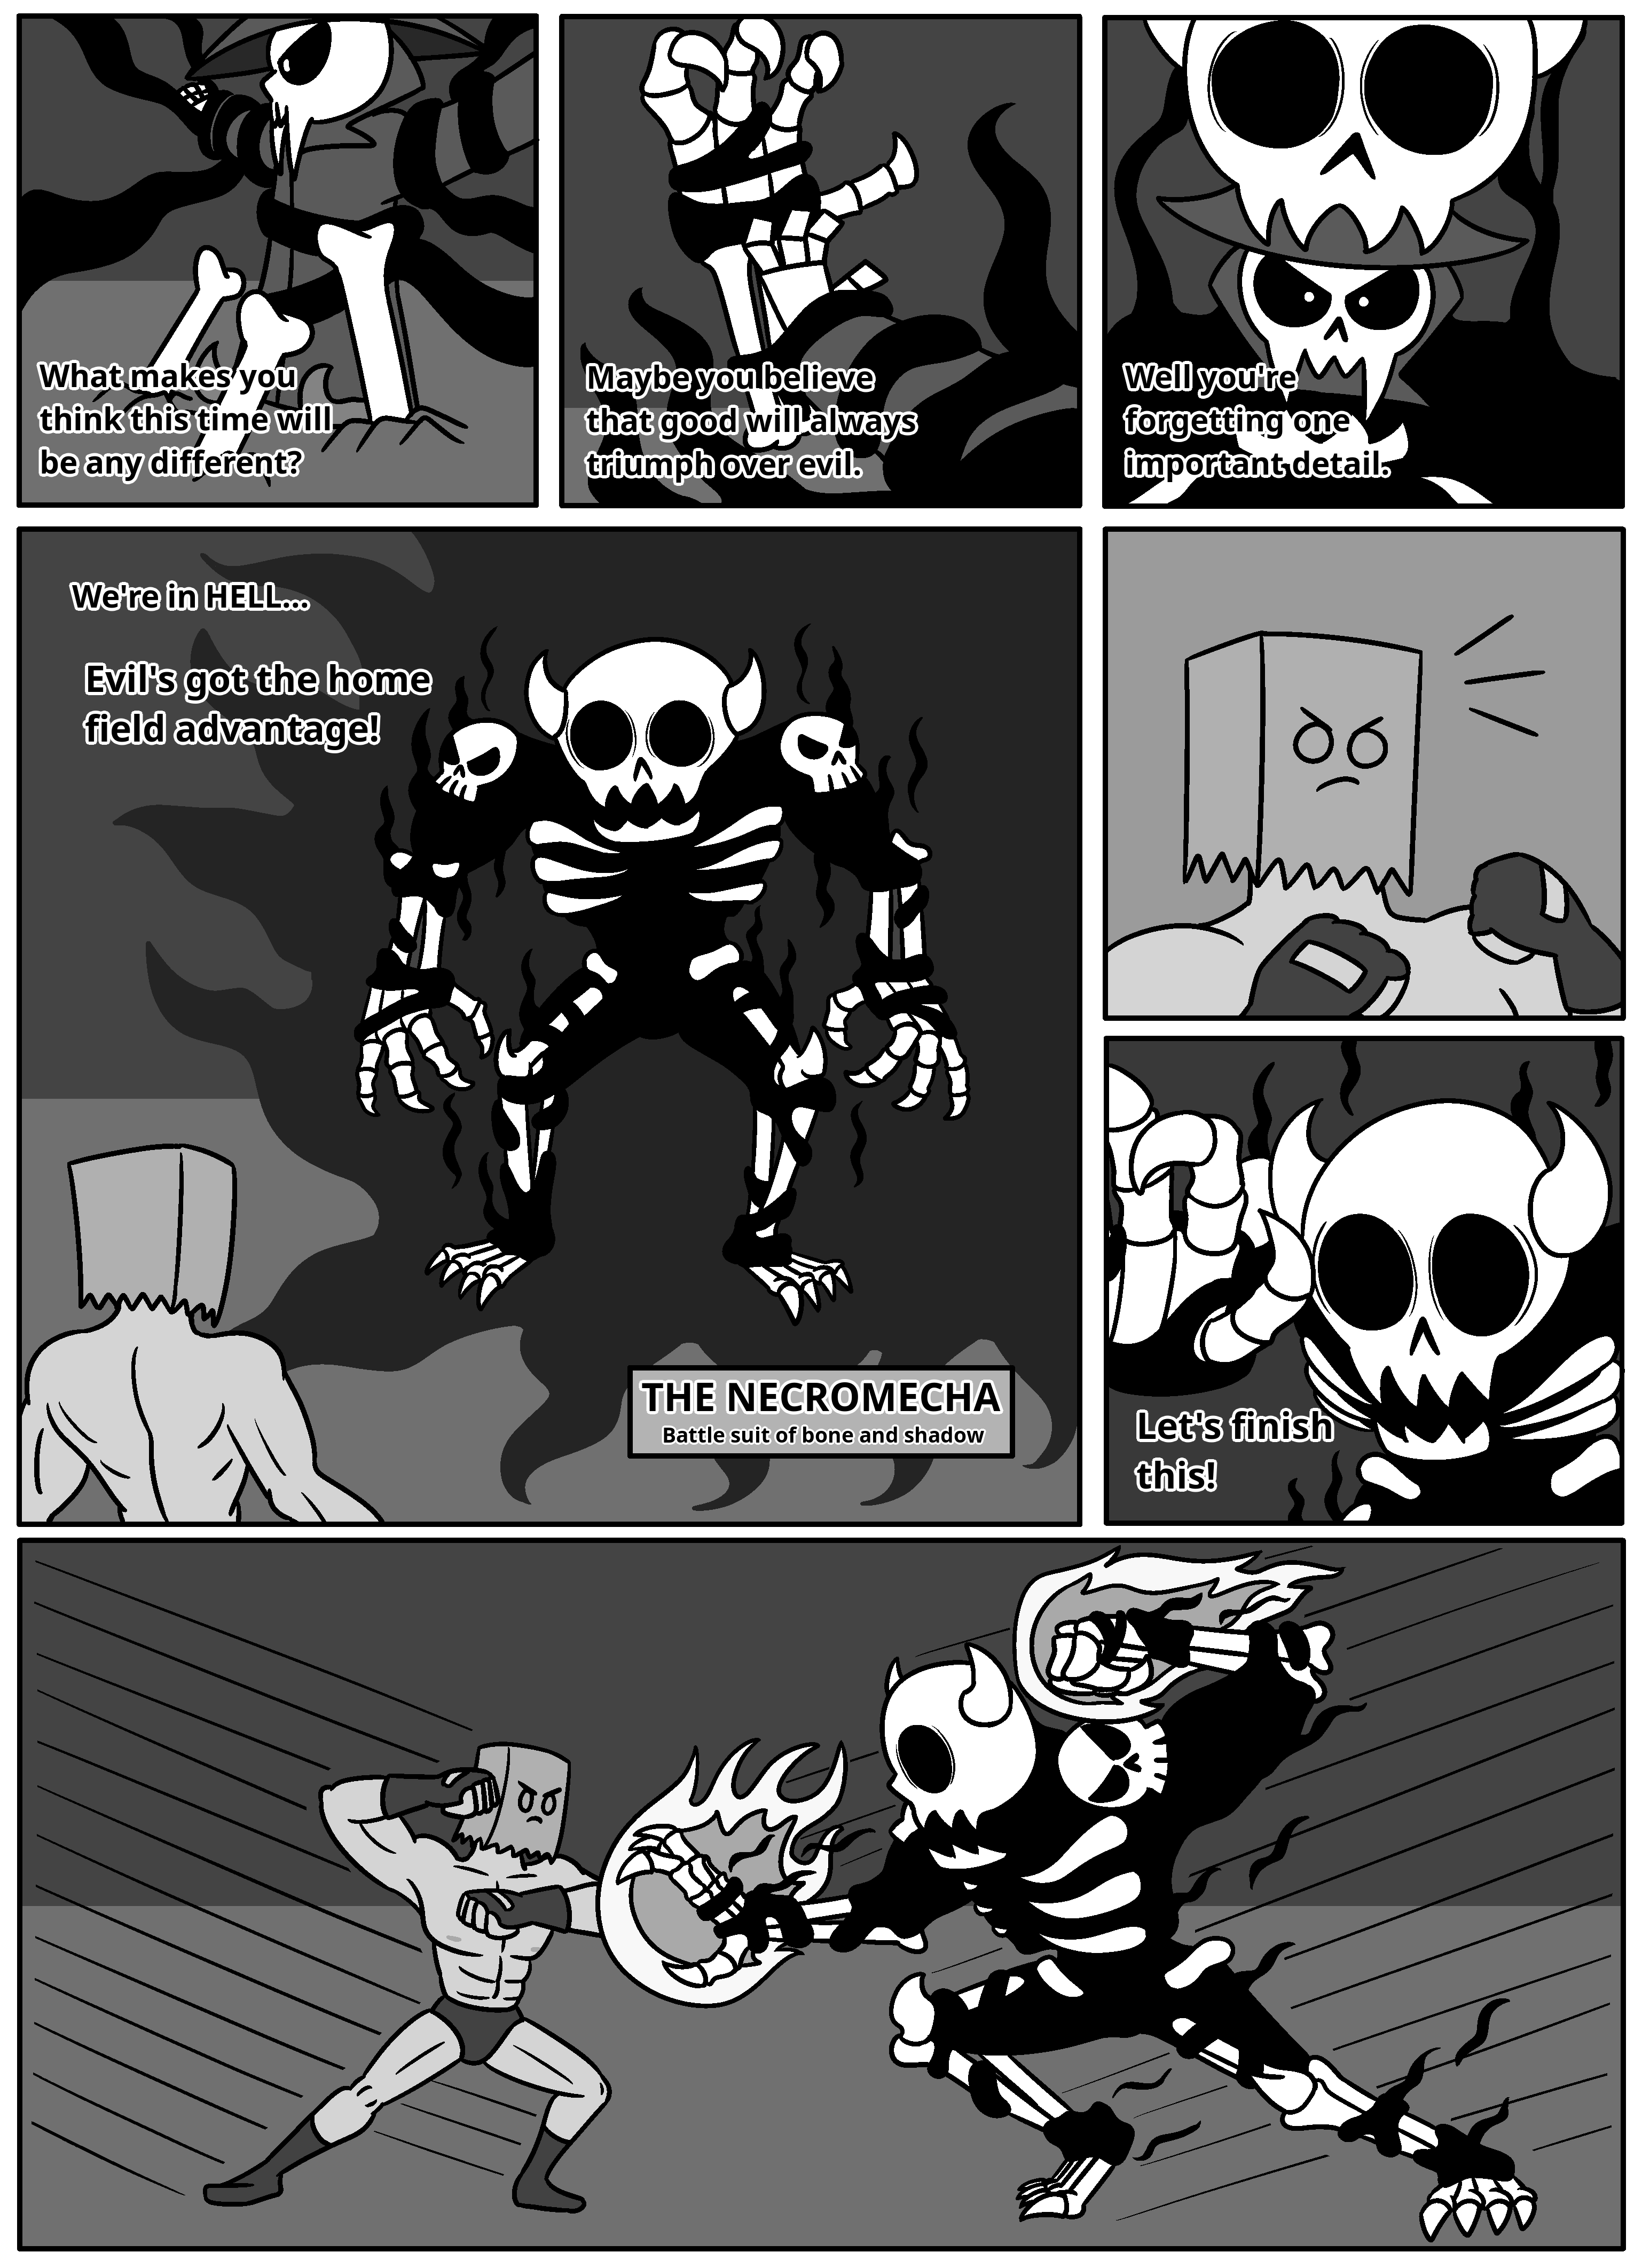 What makes you
think this time will
be any different?
Maybe you believe
that good will always
triumph over evil.
Well you're
forgetting one
important detail.
We're in HELL...
Evil's got the home
field advantage!
THE NECROMECHA
Battle suit of bone and shadow
Let's finish
this!